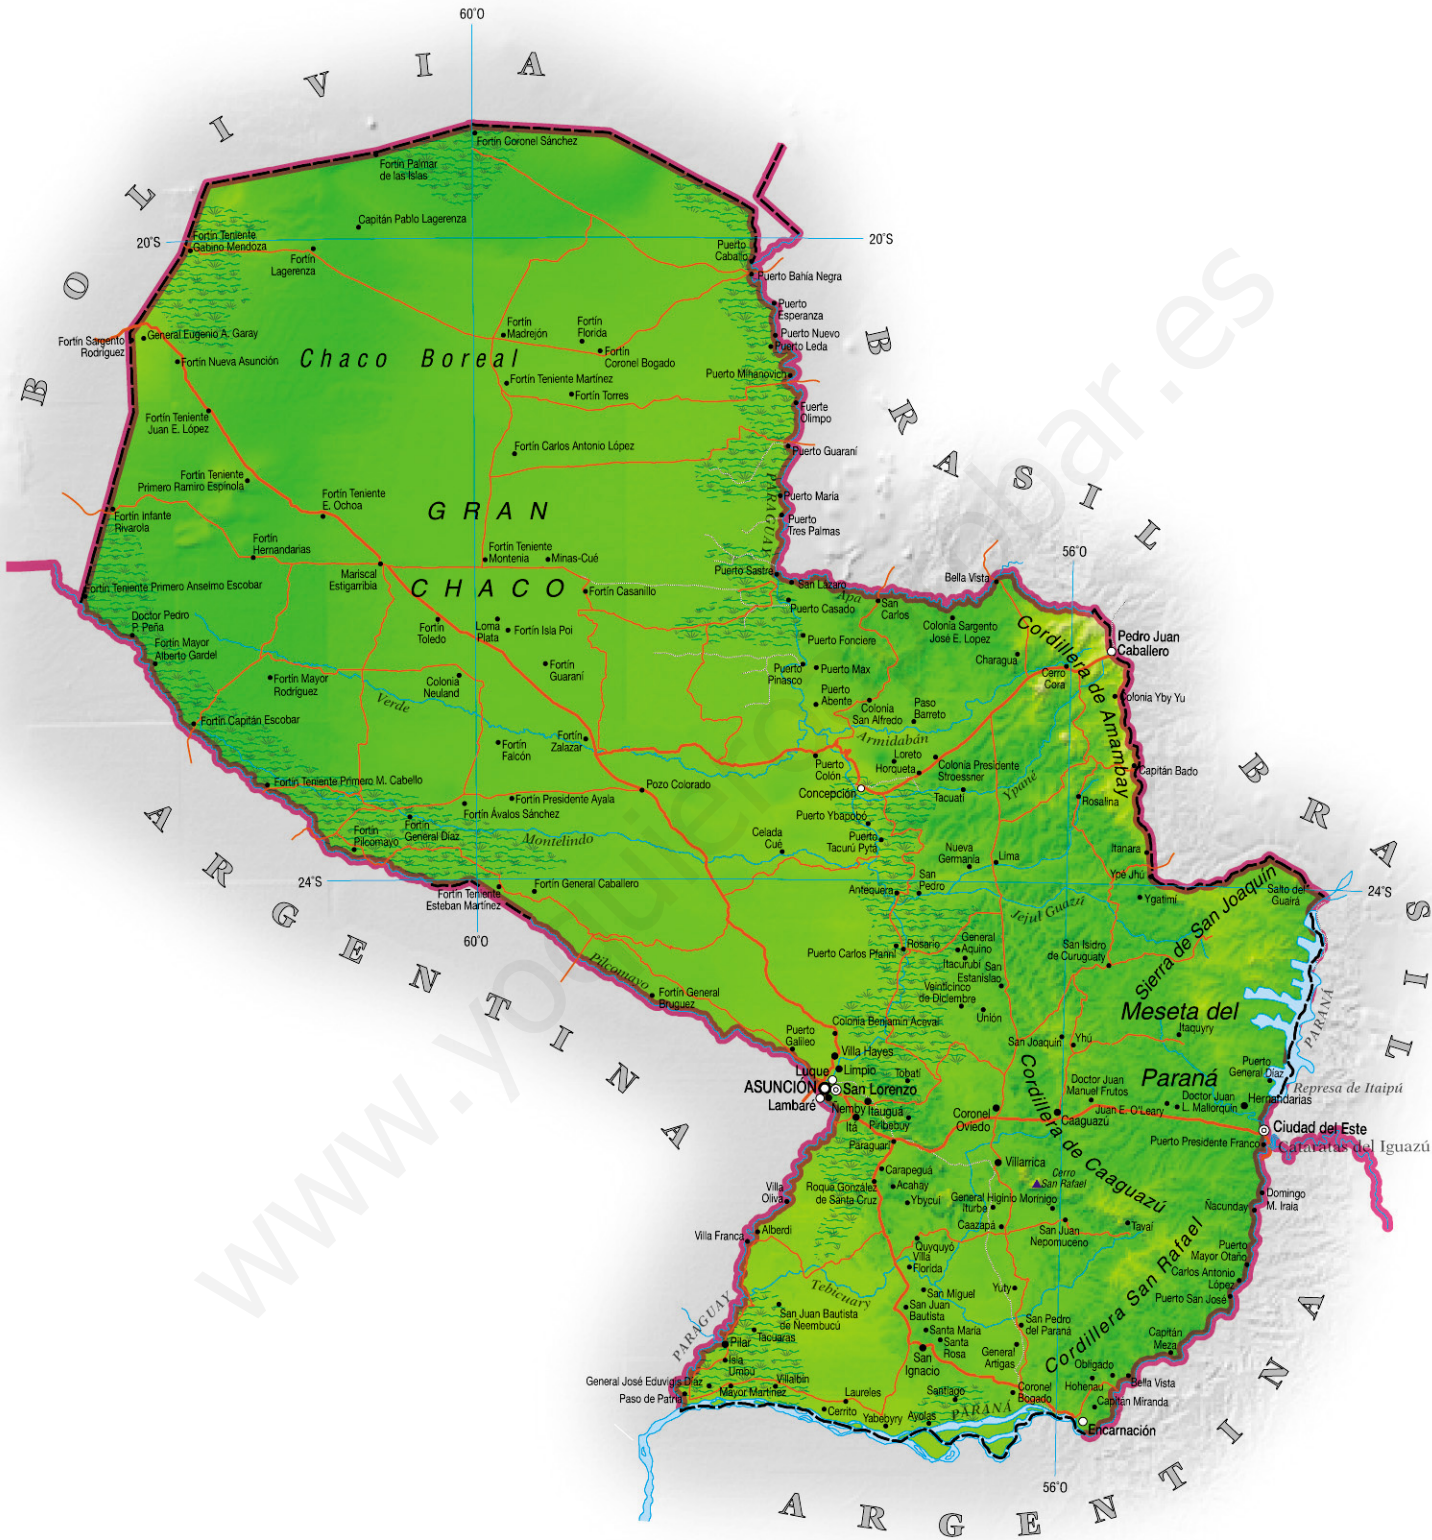 60°O
BOLIVIA
Fortín Coronel Sánchez
Fortín Palmar
de las Islas
Capitán Pablo Lagerenza
20°S
Fortín Teniente
Gabino Mendoza
Fortín
Lagerenza
Puerto
Caballo
20°S
Puerto Bahía Negra
Puerto
Esperanza
Puerto Nuevo
Puerto Leda
Fortín Sargento
Rodríguez
General Eugenio A. Garay
Fortín Nueva Asunción
Chaco Boreal
Fortín
Madrejón
Fortín
Florida
Fortín
Coronel Bogado
BRASIL
Puerto Mihanovich
Fortín Teniente Martínez
Fortín Torres
Fuerte
Olimpo
Fortín Teniente
Juan E. López
Fortín Carlos Antonio López
Puerto Guaraní
Fortín Teniente
Primero Ramiro Espínola
Fortín Teniente
E. Ochoa
GRAN
CHACO
PARAGUAY
Puerto María
Puerto
Tres Palmas
Fortín Infante
Rivarola
Fortín
Hernandarias
Mariscal
Estigarribia
Fortín Teniente
Montenia
Minas-Cué
Fortín Casanillo
Puerto Sastre
San Lázaro
Apa
San
Carlos
Bella Vista
56°O
Fortín Teniente Primero Anselmo Escobar
Doctor Pedro
P. Peña
Fortín Mayor
Alberto Gardel
Fortín
Toledo
Loma
Plata
Fortín Isla Poi
Puerto Casado
Colonia Sargento
José E. Lopez
Puerto Fonciere
Charagua
Cordillera de Amambay
Pedro Juan
Caballero
Fortín Mayor
Rodríguez
Colonia
Neuland
Fortín
Guaraní
Puerto
Pinasco
Puerto Max
Cerro
Cora
Verde
Puerto
Abente
Colonia
San Alfredo
Paso
Barreto
Colonia Yby Yu
Fortín Capitán Escobar
Fortín
Falcón
Fortín
Zalazar
Armidabán
Loreto
Horqueta
Colonia Presidente
Stroessner
Puerto
Colón
Ypané
Capitán Bado
BRASIL
Fortín Teniente Primero M. Cabello
Pozo Colorado
Concepción
Tacuatí
Rosalina
Fortín Presidente Ayala
Fortín Ávalos Sánchez
Fortín
Pilcomayo
Fortín
General Díaz
Montelindo
Celada
Cué
Puerto Ybapobó
Puerto
Tacurú Pytá
Nueva
Germania
Lima
Itanara
ARGENTINA
24°S
Fortín Teniente
Esteban Martínez
Fortín General Caballero
Antequera
San
Pedro
Ypé Jhú
Ygatimí
Salto del
Guairá
24°S
Jejuí Guazú
60°O
Puerto Carlos Pfannl
Rosario
General
Aquino
Itacurubí
San
Estanislao
San Isidro
de Curuguaty
Sierra de San Joaquín
Pilcomayo
Fortín General
Bruguez
Veinticinco
de Diciembre
Unión
Meseta del
Paraná
PARANÁ
Colonia Benjamín Aceval
Puerto
Galileo
Villa Hayes
San Joaquín
Yhú
Itaquyry
Luque
Limpio
Tobatí
Cordillera de Caaguazú
Puerto
General Díaz
ASUNCIÓN
San Lorenzo
Lambaré
Ñemby
Itauguá
Itá
Piribebuy
Coronel
Oviedo
Doctor Juan
Manuel Frutos
Juan E. O'Leary
Doctor Juan
L. Mallorquin
Hernandarias
Represa de Itaipú
Caaguazú
Ciudad del Este
Paraguarí
Puerto Presidente Franco
Cataratas del Iguazú
Villarrica
Cerro
San Rafael
Carapeguá
Acahay
Roque González
de Santa Cruz
Ybycuí
General Higinio Morínigo
Iturbe
Caazapá
San Juan
Nepomuceno
Tavaí
Domingo
M. Iraia
Ñacunday
Villa
Oliva
Alberdi
Villa Franca
Quyquyó
Villa
Florida
Cordillera San Rafael
Puerto
Mayor Otaño
Carlos Antonio
López
Puerto San José
Tebicuary
San Miguel
San Juan
Bautista
Yuty
PARAGUAY
San Juan Bautista
de Neembucú
Tacuaras
Pilar
Santa María
Santa
Rosa
San Pedro
del Paraná
General
Artigas
Capitán
Meza
Isla
Umbú
San
Ignacio
Obligado
Hohenau
Bella Vista
General José Eduvigis Díaz
Paso de Patria
Mayor Martínez
Villalbín
Laureles
Cerrito
Yabebyry
Ayolas
Santiago
PARANÁ
Coronel
Bogado
Capitán Miranda
Encarnación
56°O
ARGENTINA